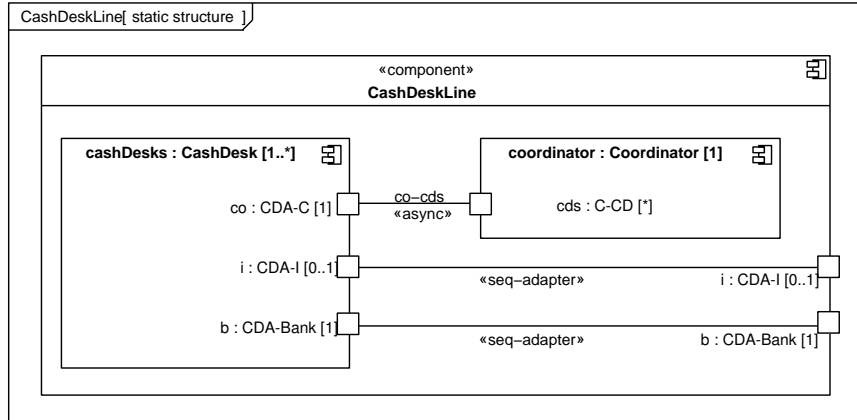 CashDeskLine[ static structure ]
«component»
CashDeskLine
cashDesks : CashDesk [1..*]
coordinator : Coordinator [1]
co : CDA-C [1]
co−cds
«async»
cds : C-CD [*]
i : CDA-I [0..1]
«seq−adapter»
i : CDA-I [0..1]
b : CDA-Bank [1]
«seq−adapter»
b : CDA-Bank [1]